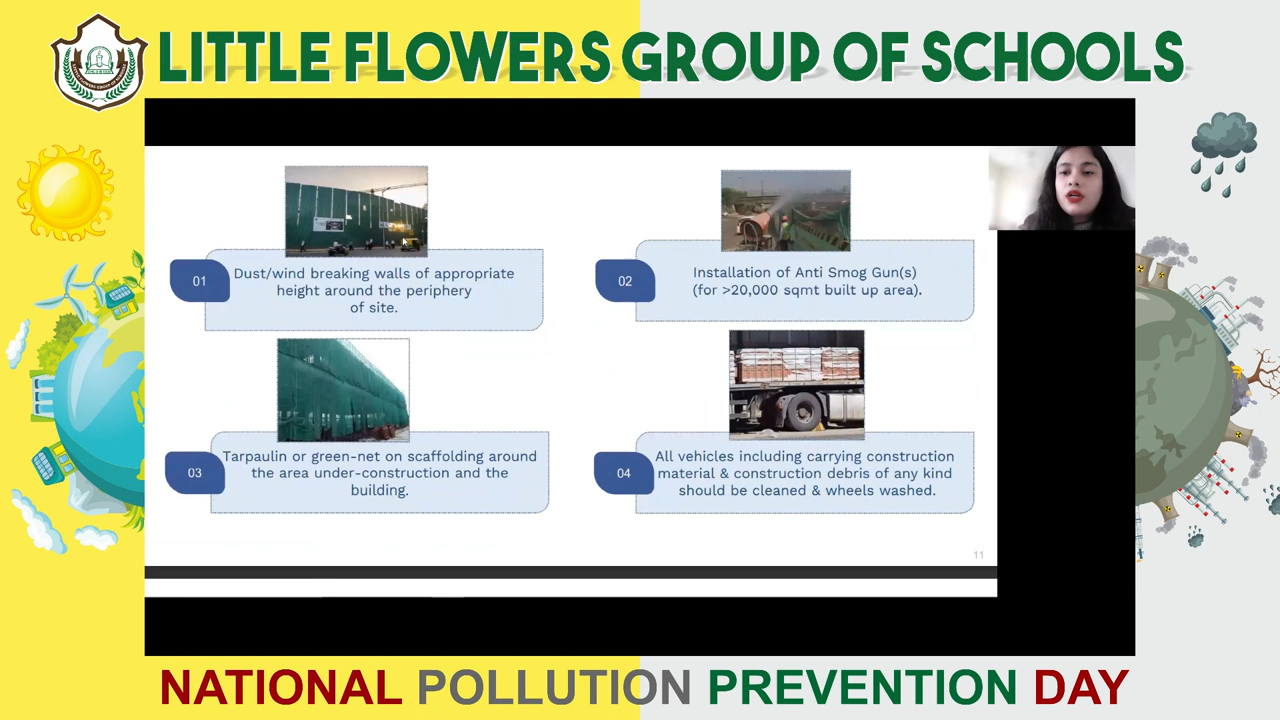 LITTLE FLOWERS GROUP OF SCHOOLS
01
Dust/wind breaking walls of appropriate
height around the periphery
of site.
02
Installation of Anti Smog Gun(s)
(for >20,000 sqmt built up area).
03
Tarpaulin or green-net on scaffolding around
the area under-construction and the
building.
04
All vehicles including carrying construction
material & construction debris of any kind
should be cleaned & wheels washed.
11
NATIONAL POLLUTION PREVENTION DAY